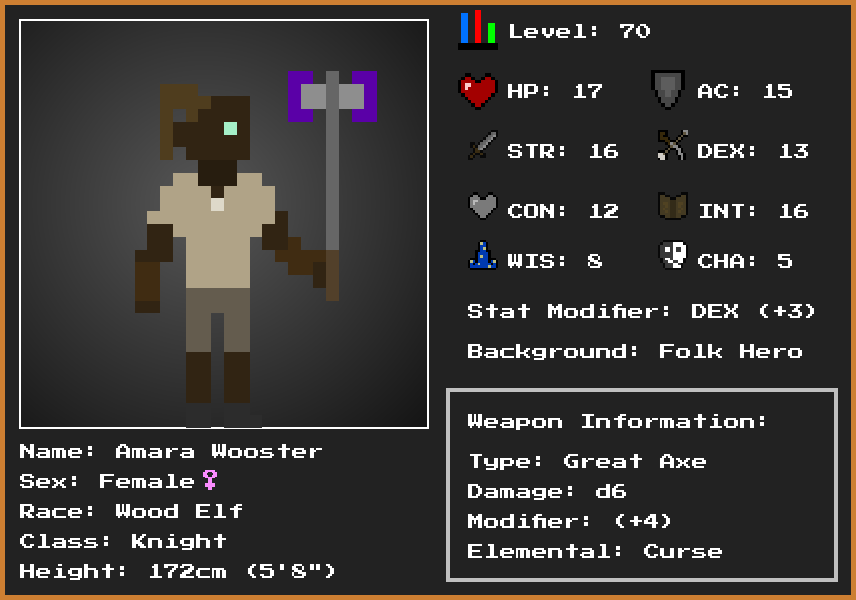 Level: 70
HP: 17
AC: 15
STR: 16
DEX: 13
CON: 12
INT: 16
WIS: 8
CHA: 5
Stat Modifier: DEX (+3)
Background: Folk Hero
Weapon Information:
Type: Great Axe
Damage: d6
Modifier: (+4)
Elemental: Curse
Name: Amara Wooster
Sex: Female♀
Race: Wood Elf
Class: Knight
Height: 172cm (5'8")